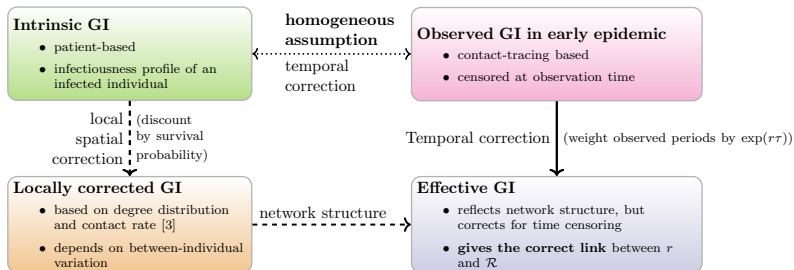 Intrinsic GI
• patient-based
• infectiousness profile of an
infected individual
homogeneous
assumption
temporal
correction
Observed GI in early epidemic
• contact-tracing based
• censored at observation time
local
spatial
correction
(discount
by survival
probability)
Temporal correction
(weight observed periods by exp(rτ))
Locally corrected GI
• based on degree distribution
and contact rate [3]
• depends on between-individual
variation
network structure
Effective GI
• reflects network structure, but
corrects for time censoring
• gives the correct link between r
and ℛ